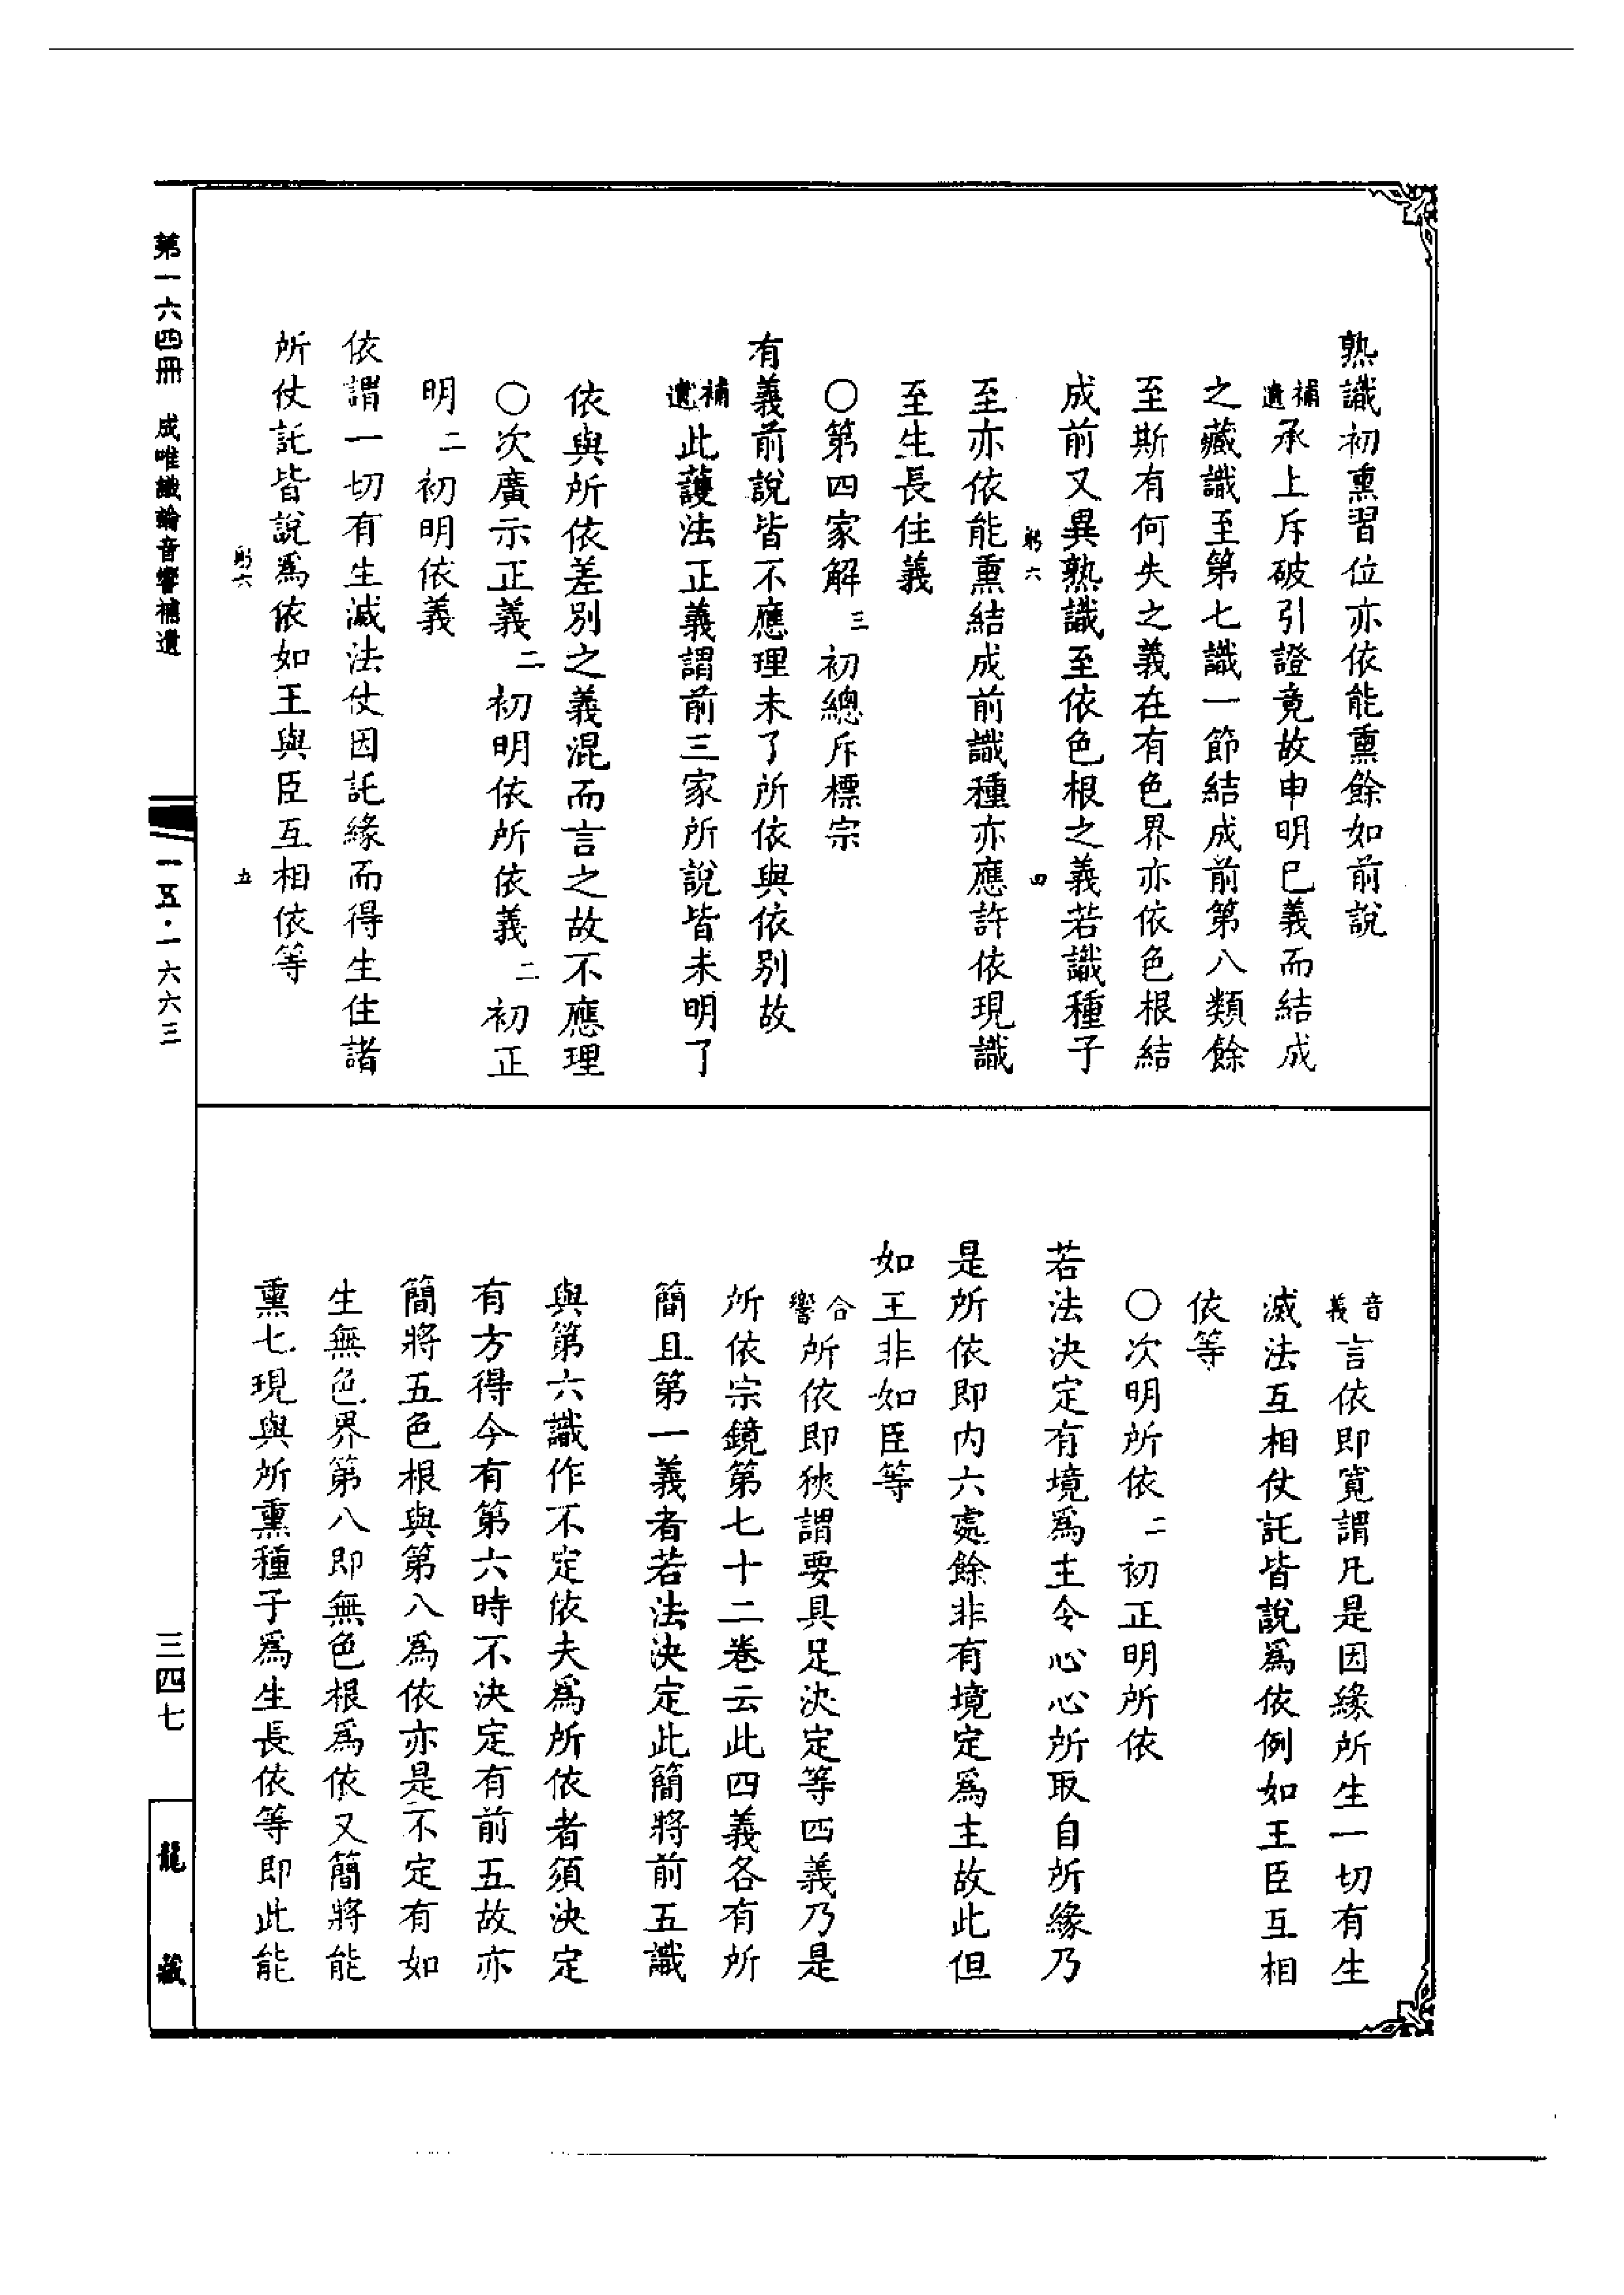 熟識初熏習位亦依能熏餘如前說
補遺承上斥破引證竟故申明巳義而結成
之藏識至第七識一節結成前第八類餘
至斯有何失之義在有色界亦依色根結
成前又異熟識至依色根之義若識種子
躬六 四
至亦依能熏結成前識種亦應許依現識
至生長住義
○第四家解三初總斥標宗
有義前說皆不應理未了所依與依別故
補遺此護法正義謂前三家所說皆未明了
依與所依差別之義混而言之故不應理
○次廣示正義二初明依所依義二初正
明二初明依義
依謂一切有生滅法仗因託緣而得生住諸
所仗託皆說爲依如王與臣互相依等
躬六 五
音義言依即寬謂凡是因緣所生一切有生
滅法互相仗託皆說爲依例如王臣互相
依等
○次明所依二初正明所依
若法決定有境爲主令心心所取自所緣乃
是所依即内六處餘非有境定爲主故此但
如王非如臣等
合響所依即狹謂要具足決定等四義乃是
所依宗鏡第七十二卷云此四義各有所
簡且第一義者若法決定此簡將前五識
與第六識作不定依夫爲所依者須決定
有方得今有第六時不決定有前五故亦
簡將五色根與第八爲依亦是不定有如
生無色界第八即無色根爲依又簡將能
熏七現與所熏種子爲生長依等即此能
第一六四冊 成唯識論音響補遺
一五·一六六三
三四七
龍藏